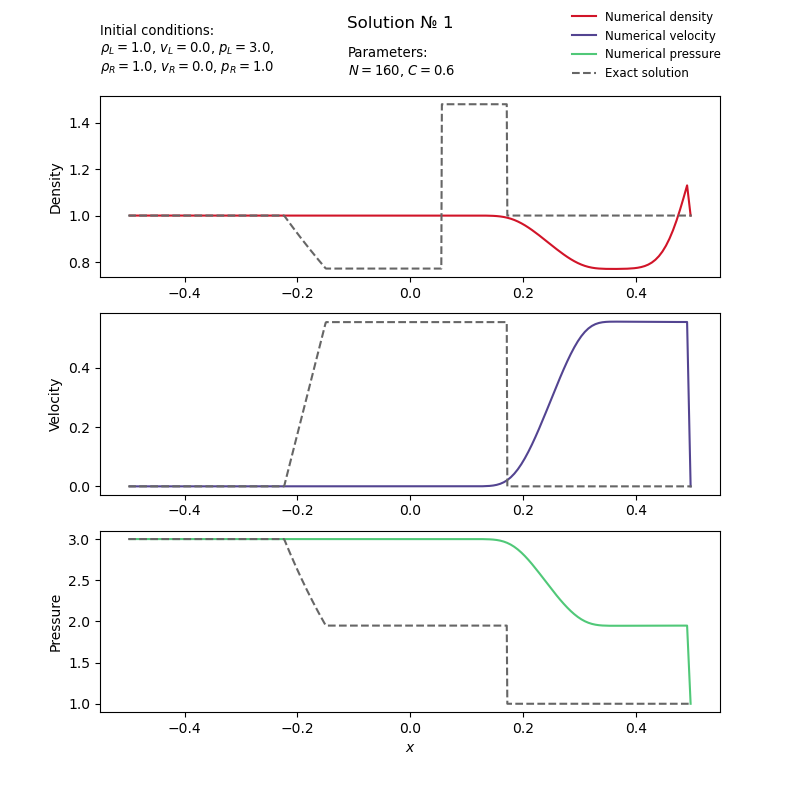 Solution № 1
Initial conditions:
ρL = 1.0, vL = 0.0, pL = 3.0,
ρR = 1.0, vR = 0.0, pR = 1.0
Parameters:
N = 160, C = 0.6
Numerical density
Numerical velocity
Numerical pressure
Exact solution
Density
1.4
1.2
1.0
0.8
−0.4 −0.2 0.0 0.2 0.4
Velocity
0.4
0.2
0.0
−0.4 −0.2 0.0 0.2 0.4
Pressure
3.0
2.5
2.0
1.5
1.0
−0.4 −0.2 0.0 0.2 0.4
x